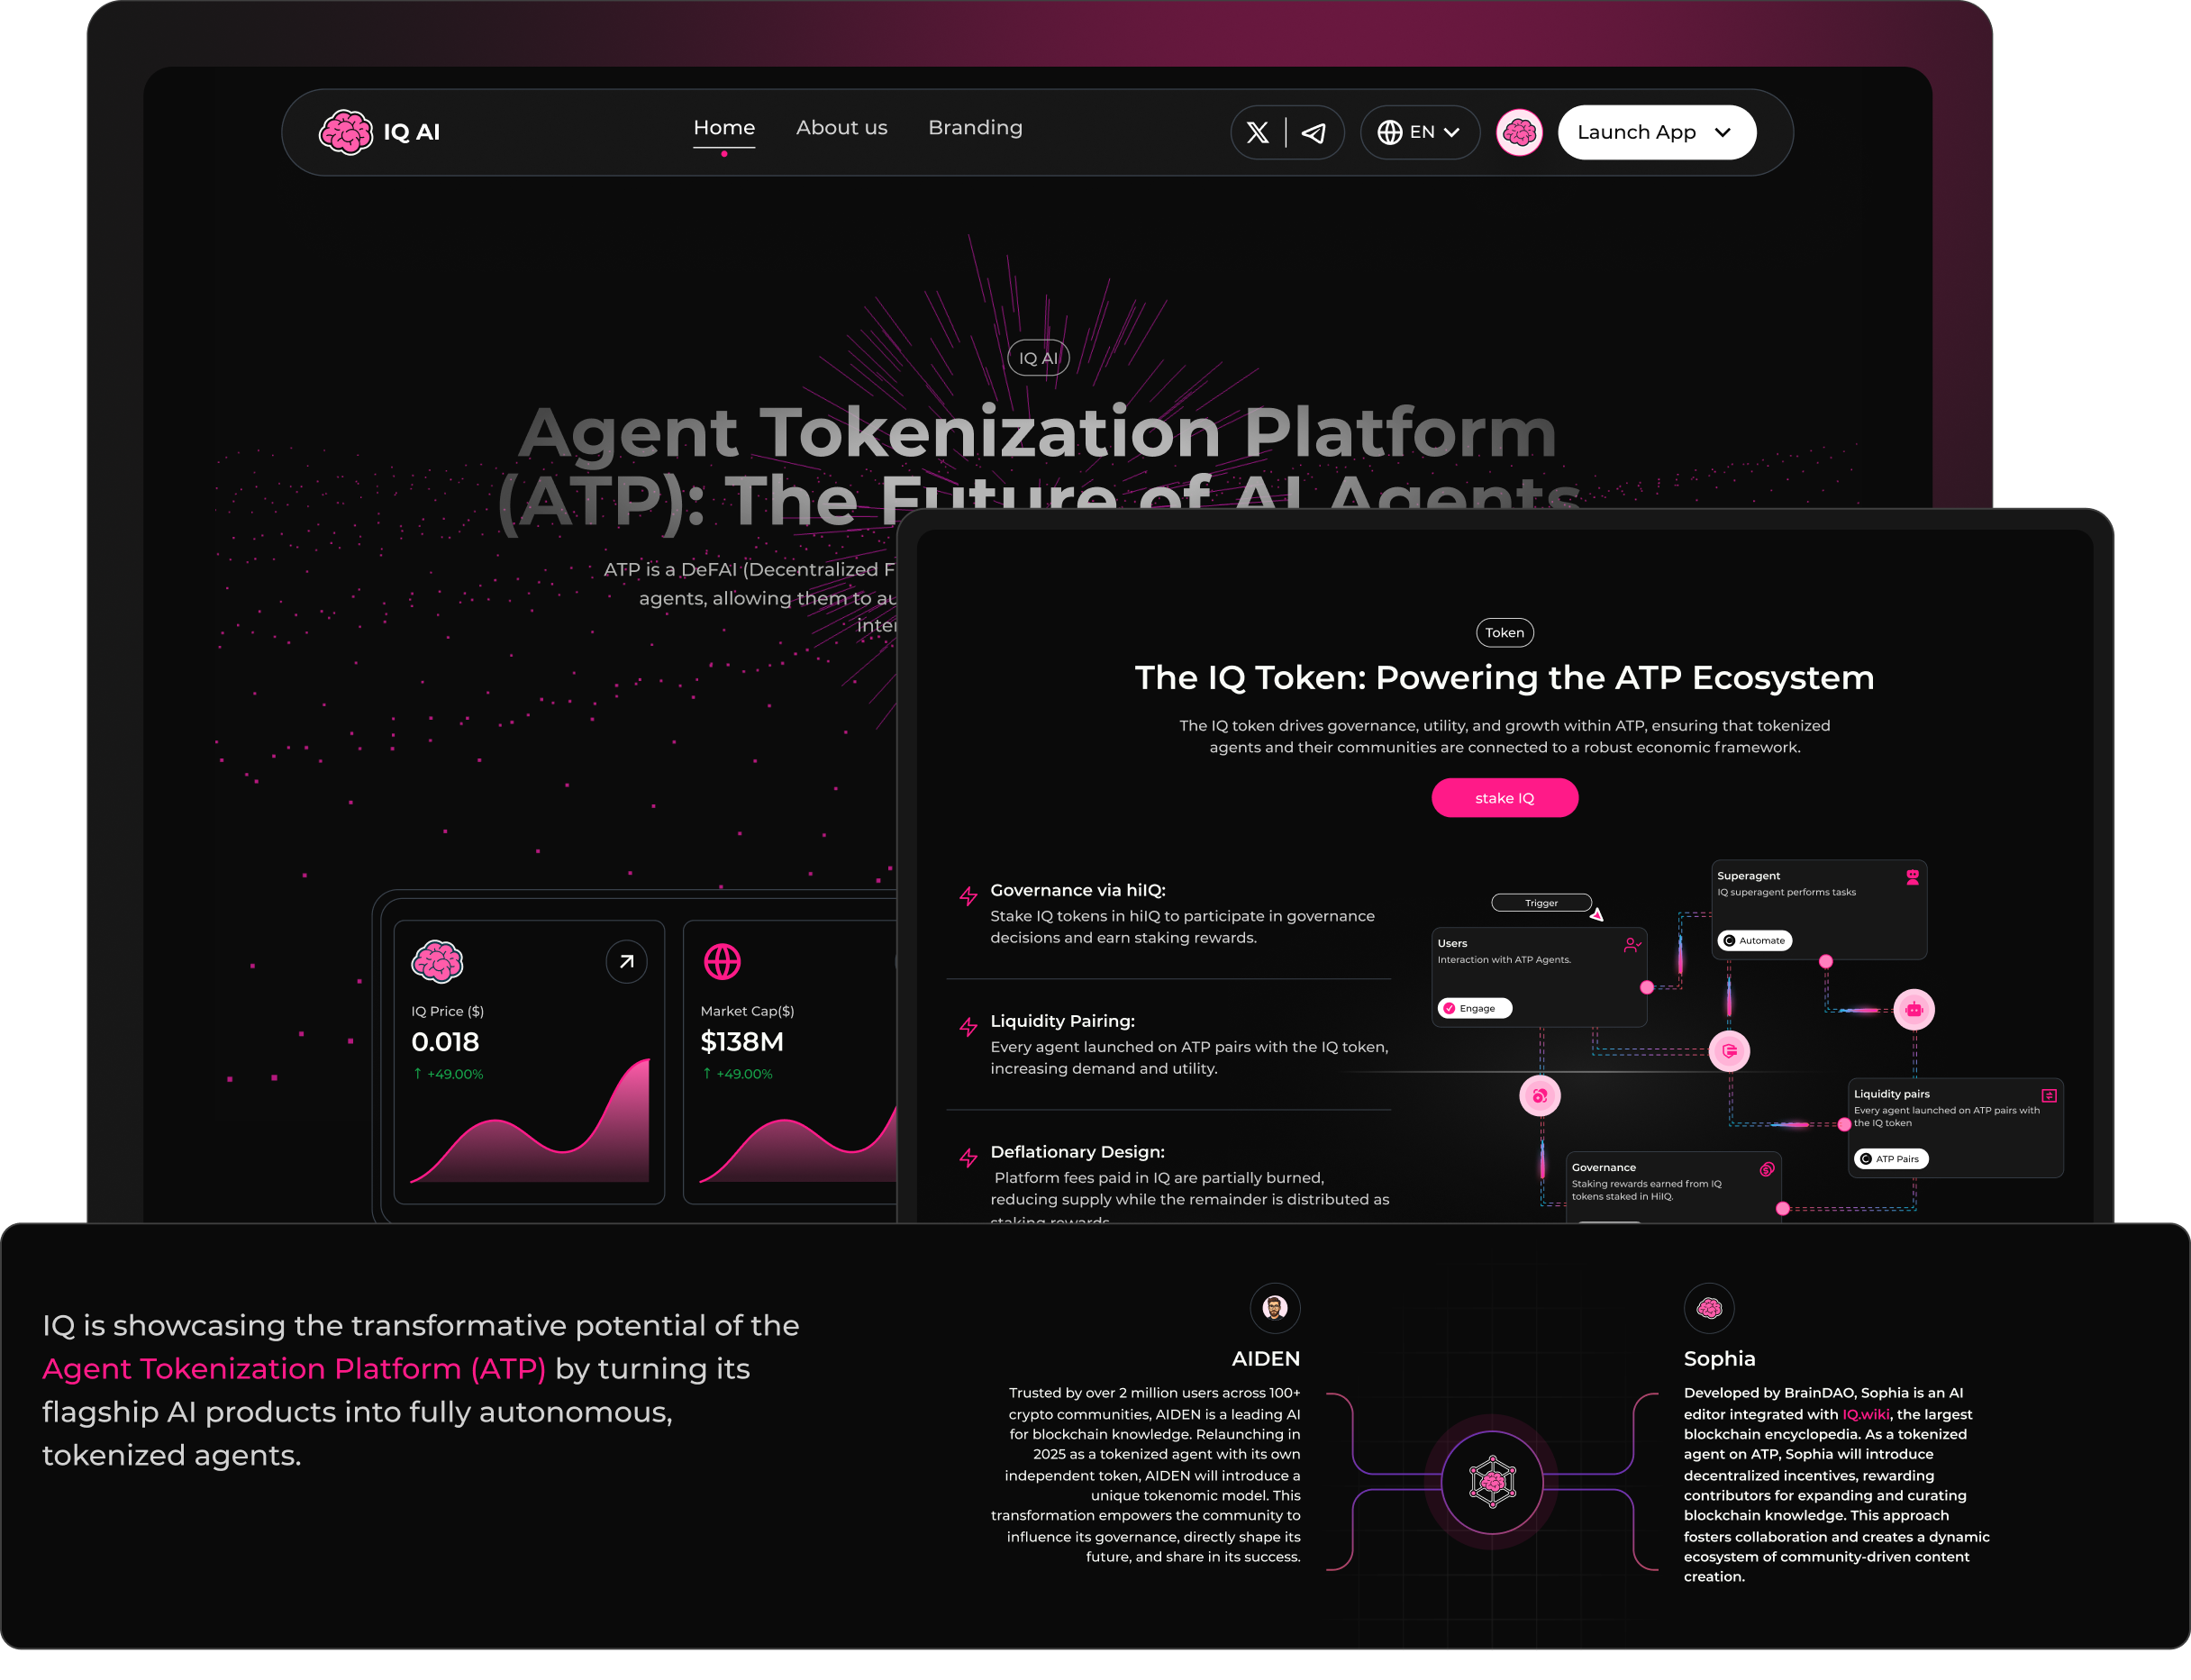 IQ AI
Home
About us
Branding
EN
Launch App
IQ AI
Agent Tokenization Platform
(ATP): The Future of AI Agents
ATP is a DeFAI (Decentralized F
agents, allowing them to au
inter
IQ Price ($)
0.018
↑ +49.00%
Market Cap($)
$138M
↑ +49.00%
Token
The IQ Token: Powering the ATP Ecosystem
The IQ token drives governance, utility, and growth within ATP, ensuring that tokenized
agents and their communities are connected to a robust economic framework.
stake IQ
Governance via hiIQ:
Stake IQ tokens in hiIQ to participate in governance
decisions and earn staking rewards.
Liquidity Pairing:
Every agent launched on ATP pairs with the IQ token,
increasing demand and utility.
Deflationary Design:
Platform fees paid in IQ are partially burned,
reducing supply while the remainder is distributed as
staking rewards
Trigger
Users
Interaction with ATP Agents.
Engage
Superagent
IQ superagent performs tasks
Automate
Liquidity pairs
Every agent launched on ATP pairs with
the IQ token
ATP Pairs
Governance
Staking rewards earned from IQ
tokens staked in HiIQ.
IQ is showcasing the transformative potential of the
Agent Tokenization Platform (ATP) by turning its
flagship AI products into fully autonomous,
tokenized agents.
AIDEN
Trusted by over 2 million users across 100+
crypto communities, AIDEN is a leading AI
for blockchain knowledge. Relaunching in
2025 as a tokenized agent with its own
independent token, AIDEN will introduce a
unique tokenomic model. This
transformation empowers the community to
influence its governance, directly shape its
future, and share in its success.
Sophia
Developed by BrainDAO, Sophia is an AI
editor integrated with IQ.wiki, the largest
blockchain encyclopedia. As a tokenized
agent on ATP, Sophia will introduce
decentralized incentives, rewarding
contributors for expanding and curating
blockchain knowledge. This approach
fosters collaboration and creates a dynamic
ecosystem of community-driven content
creation.